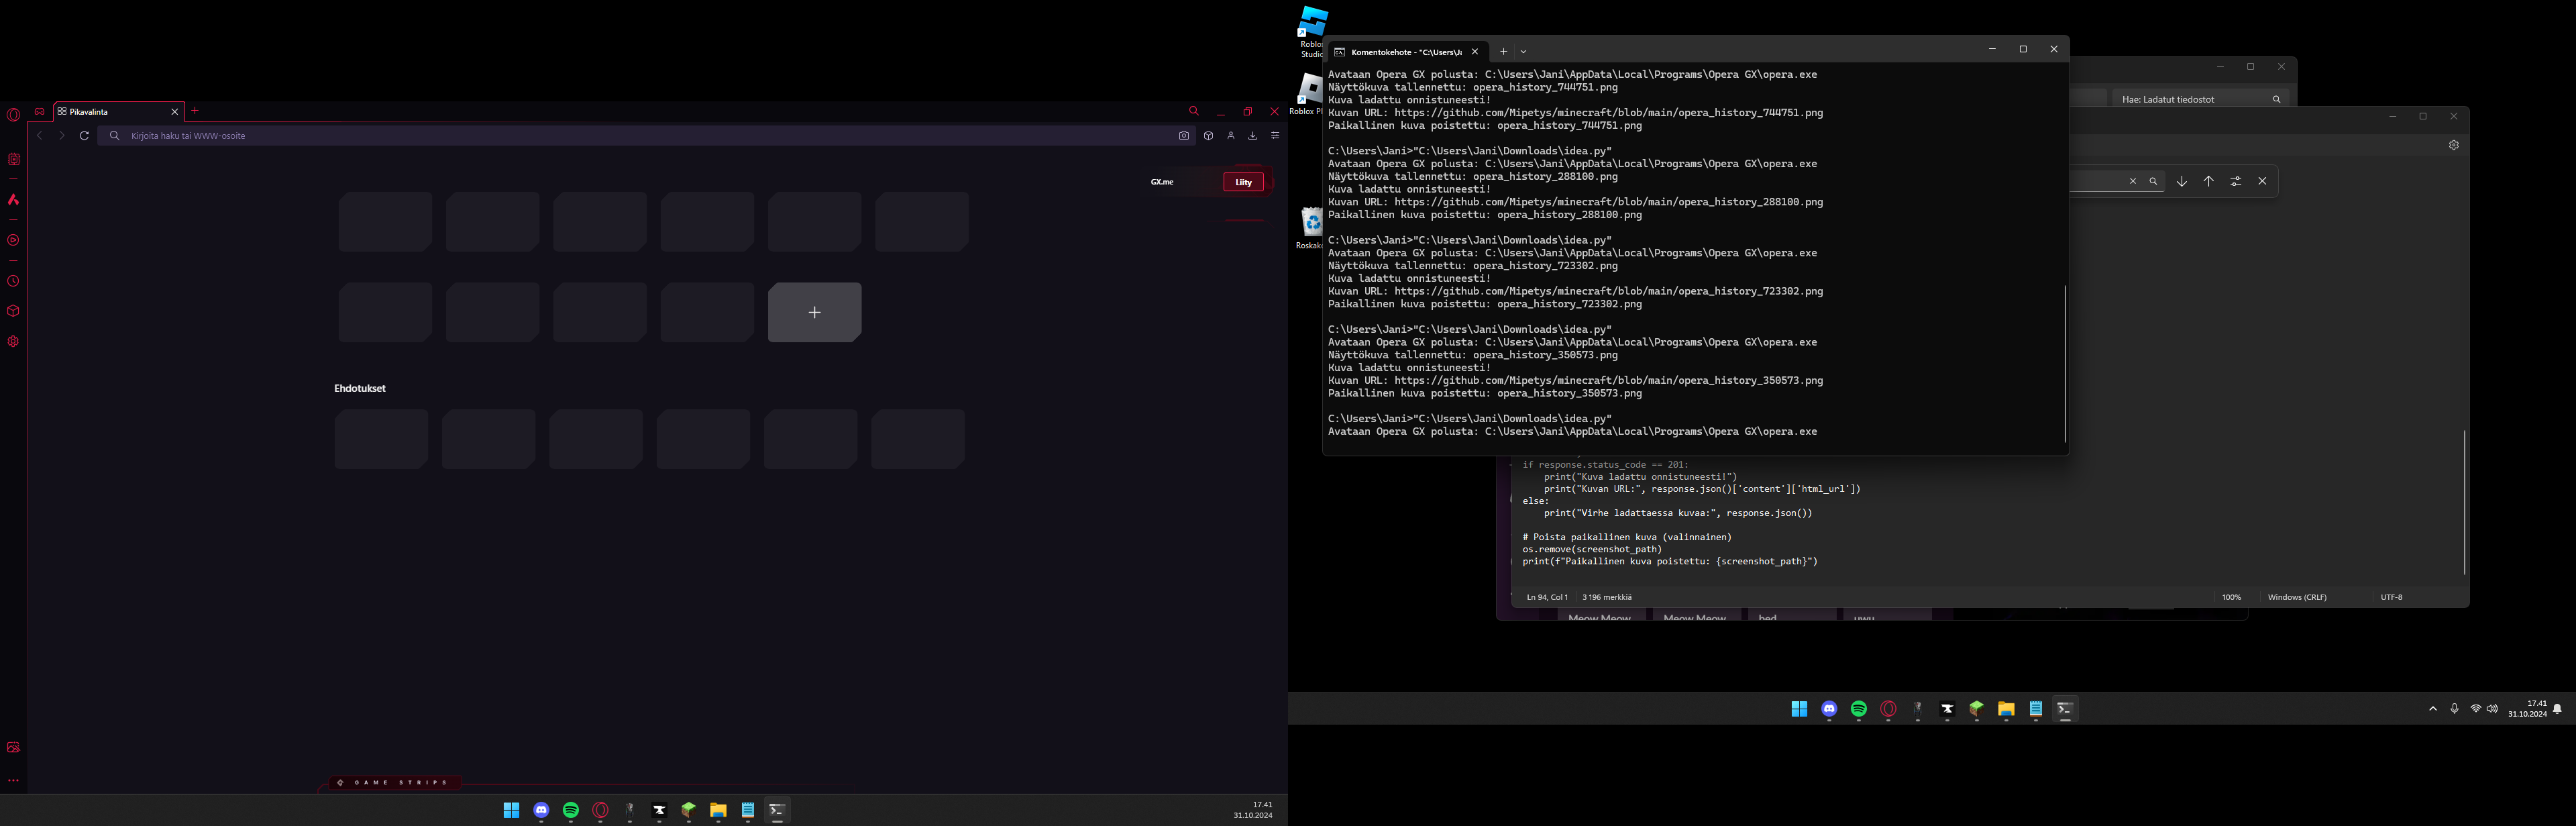 Pikavalinta
Kirjoita haku tai WWW-osoite
GX.me
Liity
Ehdotukset
GAME STRIPS
17.41
31.10.2024
Roblox
Studio
Roblox
Komentokehote - "C:\Users\Ja
Hae: Ladatut tiedostot
Avataan Opera GX polusta: C:\Users\Jani\AppData\Local\Programs\Opera GX\opera.exe
Näyttökuva tallennettu: opera_history_744751.png
Kuva ladattu onnistuneesti!
Kuvan URL: https://github.com/Mipetys/minecraft/blob/main/opera_history_744751.png
Paikallinen kuva poistettu: opera_history_744751.png
C:\Users\Jani>"C:\Users\Jani\Downloads\idea.py"
Avataan Opera GX polusta: C:\Users\Jani\AppData\Local\Programs\Opera GX\opera.exe
Näyttökuva tallennettu: opera_history_288100.png
Kuva ladattu onnistuneesti!
Kuvan URL: https://github.com/Mipetys/minecraft/blob/main/opera_history_288100.png
Paikallinen kuva poistettu: opera_history_288100.png
C:\Users\Jani>"C:\Users\Jani\Downloads\idea.py"
Avataan Opera GX polusta: C:\Users\Jani\AppData\Local\Programs\Opera GX\opera.exe
Näyttökuva tallennettu: opera_history_723302.png
Kuva ladattu onnistuneesti!
Kuvan URL: https://github.com/Mipetys/minecraft/blob/main/opera_history_723302.png
Paikallinen kuva poistettu: opera_history_723302.png
C:\Users\Jani>"C:\Users\Jani\Downloads\idea.py"
Avataan Opera GX polusta: C:\Users\Jani\AppData\Local\Programs\Opera GX\opera.exe
Näyttökuva tallennettu: opera_history_350573.png
Kuva ladattu onnistuneesti!
Kuvan URL: https://github.com/Mipetys/minecraft/blob/main/opera_history_350573.png
Paikallinen kuva poistettu: opera_history_350573.png
C:\Users\Jani>"C:\Users\Jani\Downloads\idea.py"
Avataan Opera GX polusta: C:\Users\Jani\AppData\Local\Programs\Opera GX\opera.exe
if response.status_code == 201:
print("Kuva ladattu onnistuneesti!")
print("Kuvan URL:", response.json()['content']['html_url'])
else:
print("Virhe ladattaessa kuvaa:", response.json())
# Poista paikallinen kuva (valinnainen)
os.remove(screenshot_path)
print(f"Paikallinen kuva poistettu: {screenshot_path}")
Ln 94, Col 1
3 196 merkkiä
100%
Windows (CRLF)
UTF-8
Meow Meow
Meow Meow
bed
uwu
17.41
31.10.2024